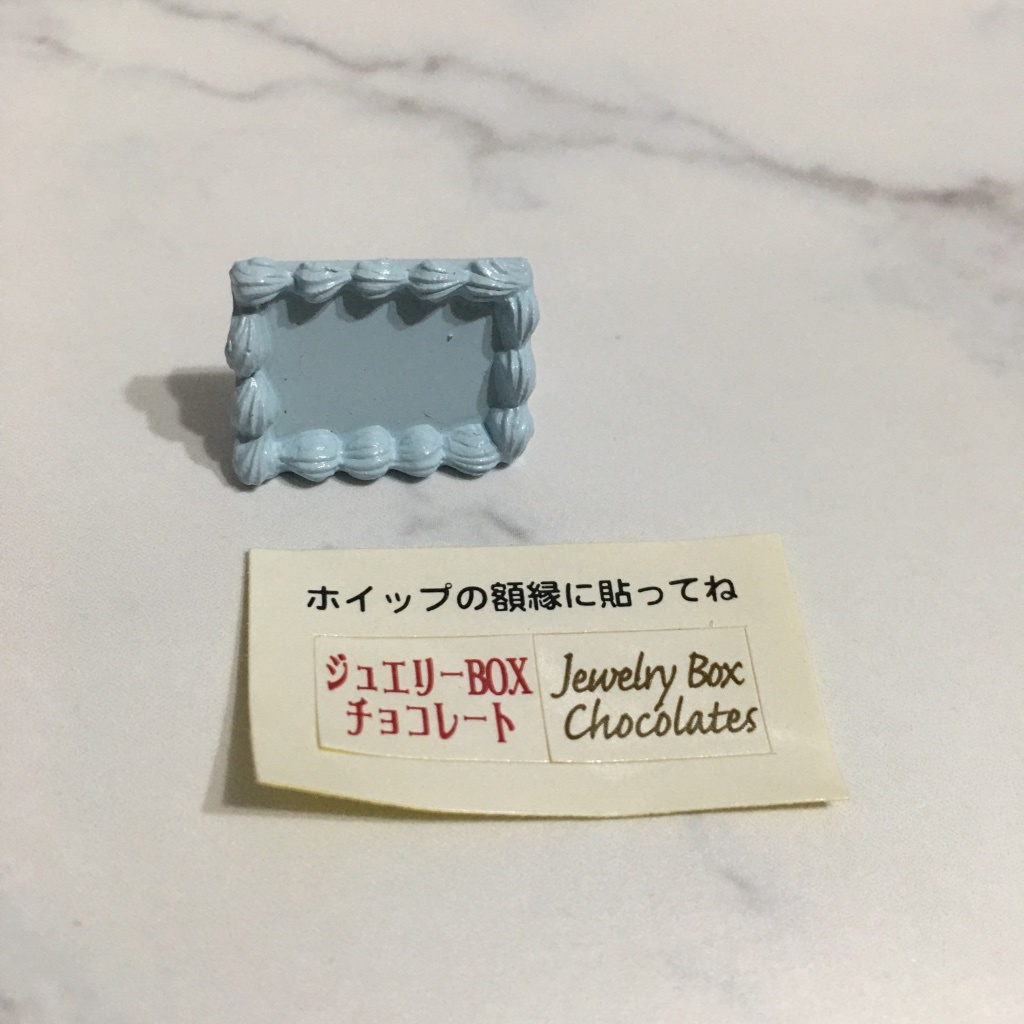 ホイップの額縁に貼ってね
ジュエリーBOX
チョコレート
Jewelry Box
Chocolates